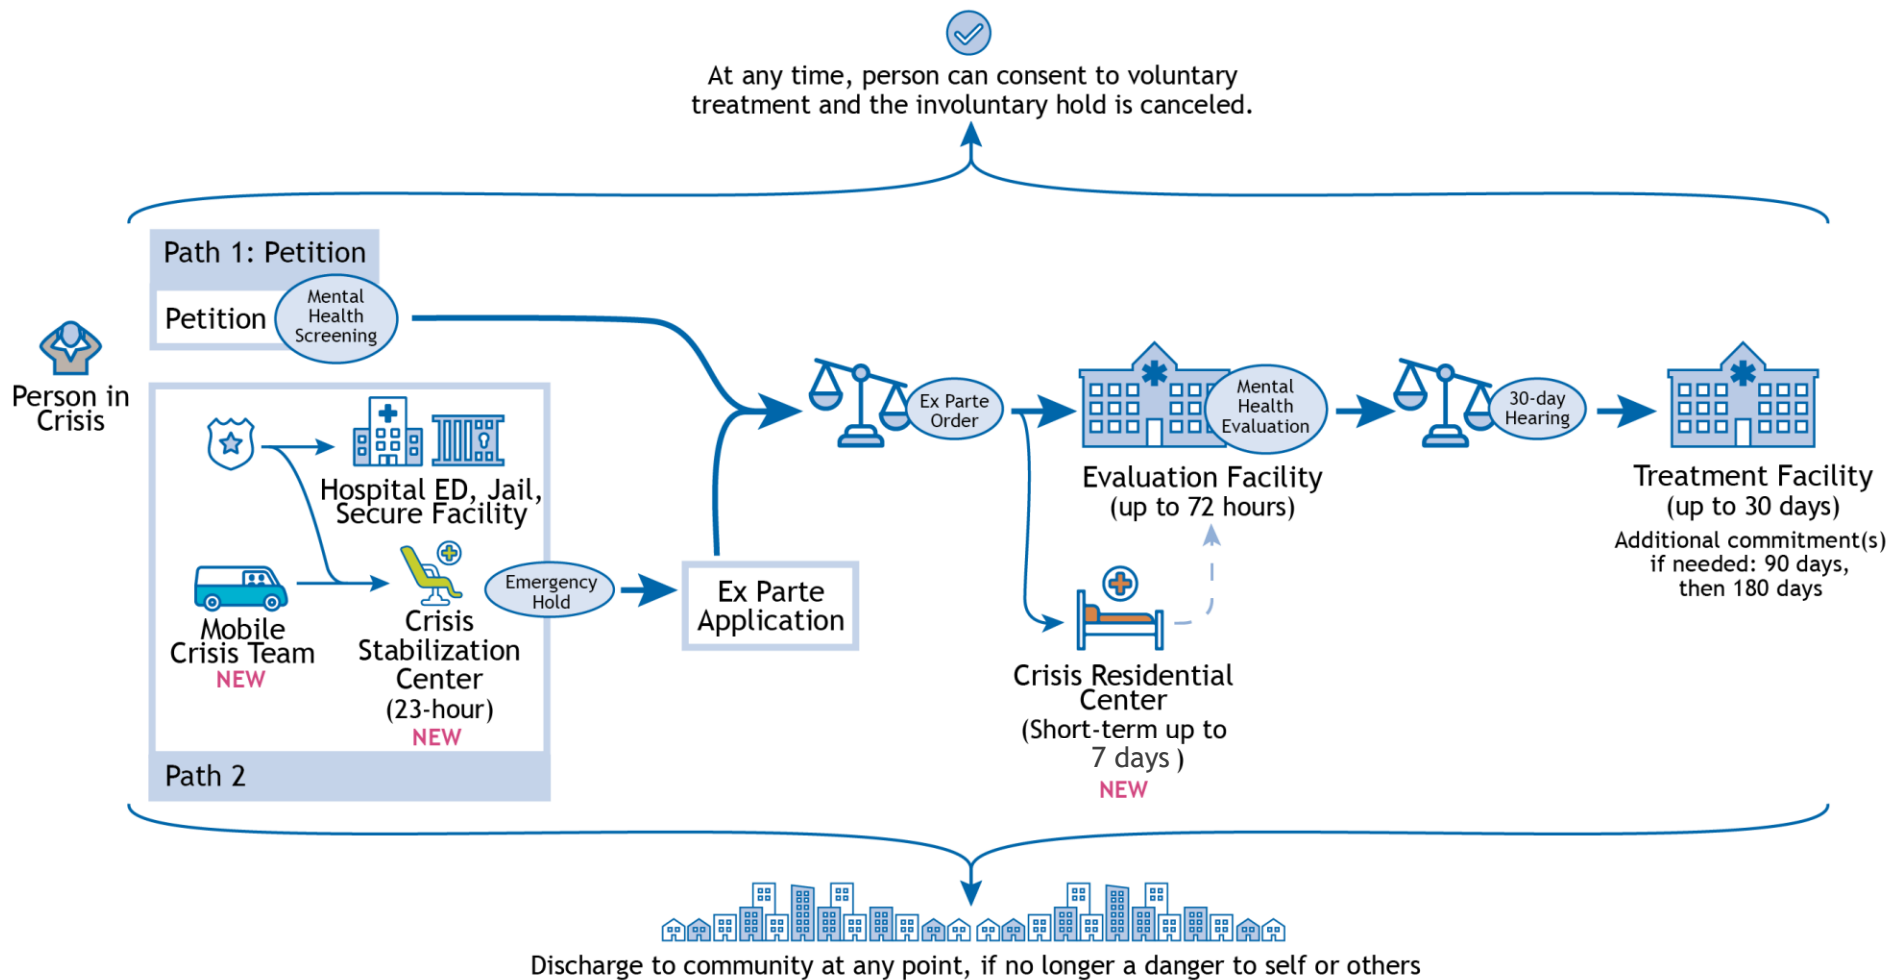 At any time, person can consent to voluntary
treatment and the involuntary hold is canceled.
Path 1: Petition
Petition
Mental
Health
Screening
Person in
Crisis
Hospital ED, Jail,
Secure Facility
Mobile
Crisis Team
NEW
Crisis
Stabilization
Center
(23-hour)
NEW
Emergency
Hold
Path 2
Ex Parte
Application
Ex Parte
Order
Mental
Health
Evaluation
Evaluation Facility
(up to 72 hours)
Crisis Residential
Center
(Short-term up to
7 days )
NEW
30-day
Hearing
Treatment Facility
(up to 30 days)
Additional commitment(s)
if needed: 90 days,
then 180 days
Discharge to community at any point, if no longer a danger to self or others